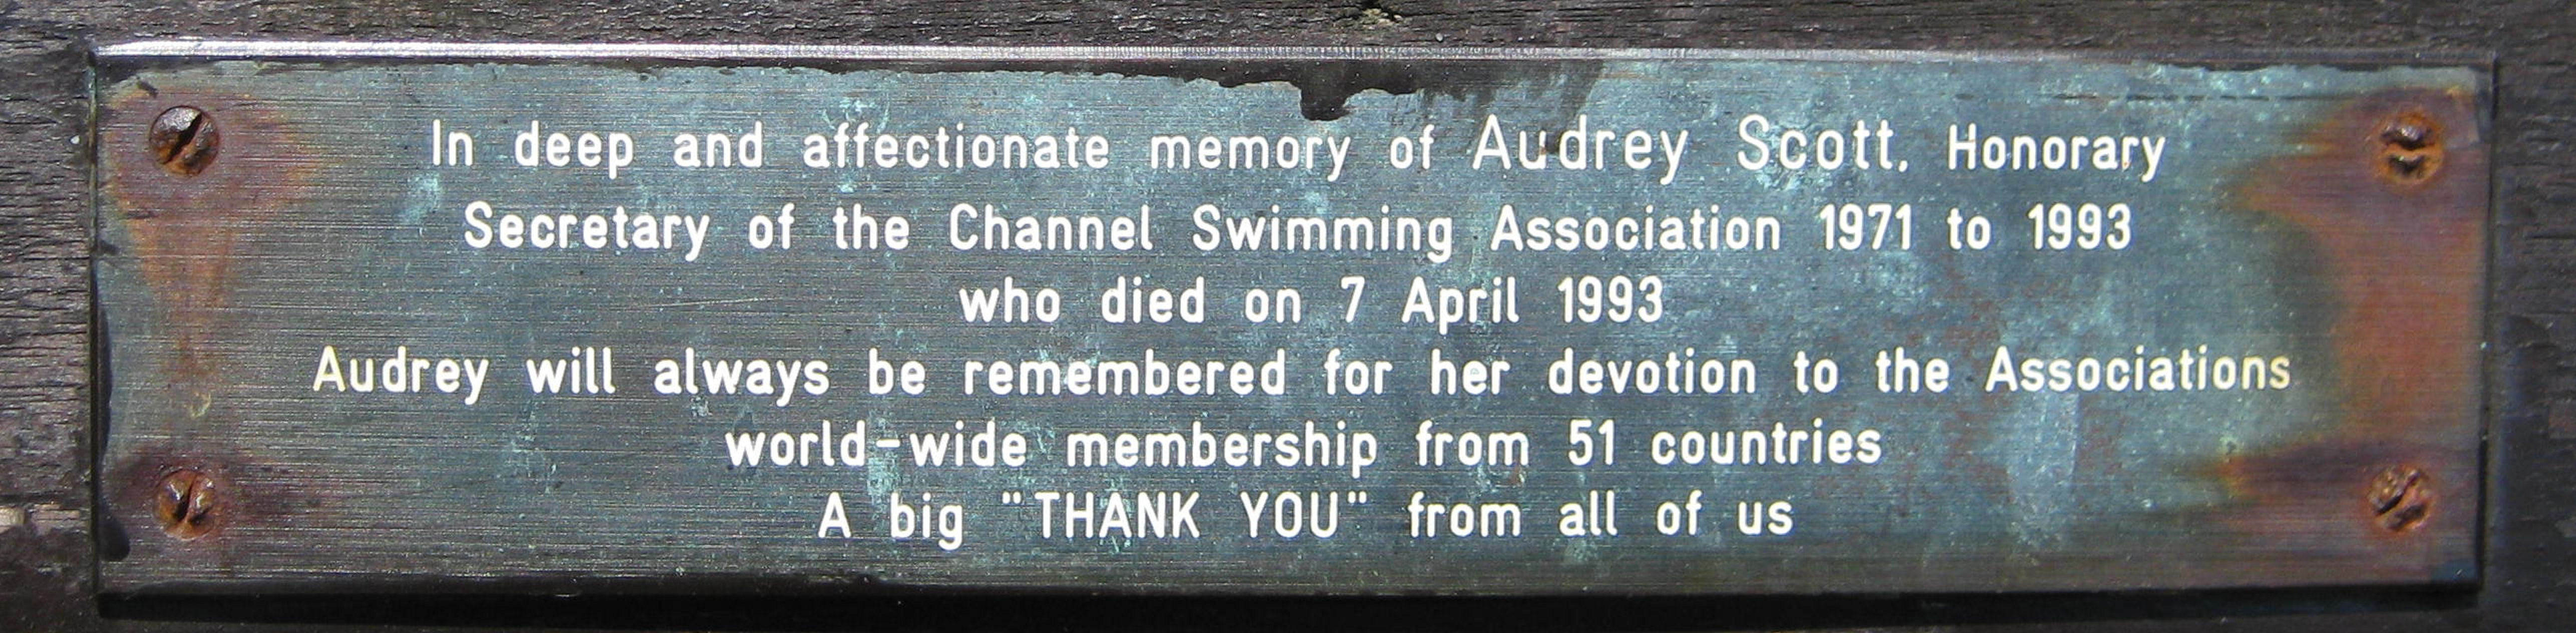 In deep and affectionate memory of Audrey Scott. Honorary
Secretary of the Channel Swimming Association 1971 to 1993
who died on 7 April 1993
Audrey will always be remembered for her devotion to the Associations
world-wide membership from 51 countries
A big "THANK YOU" from all of us